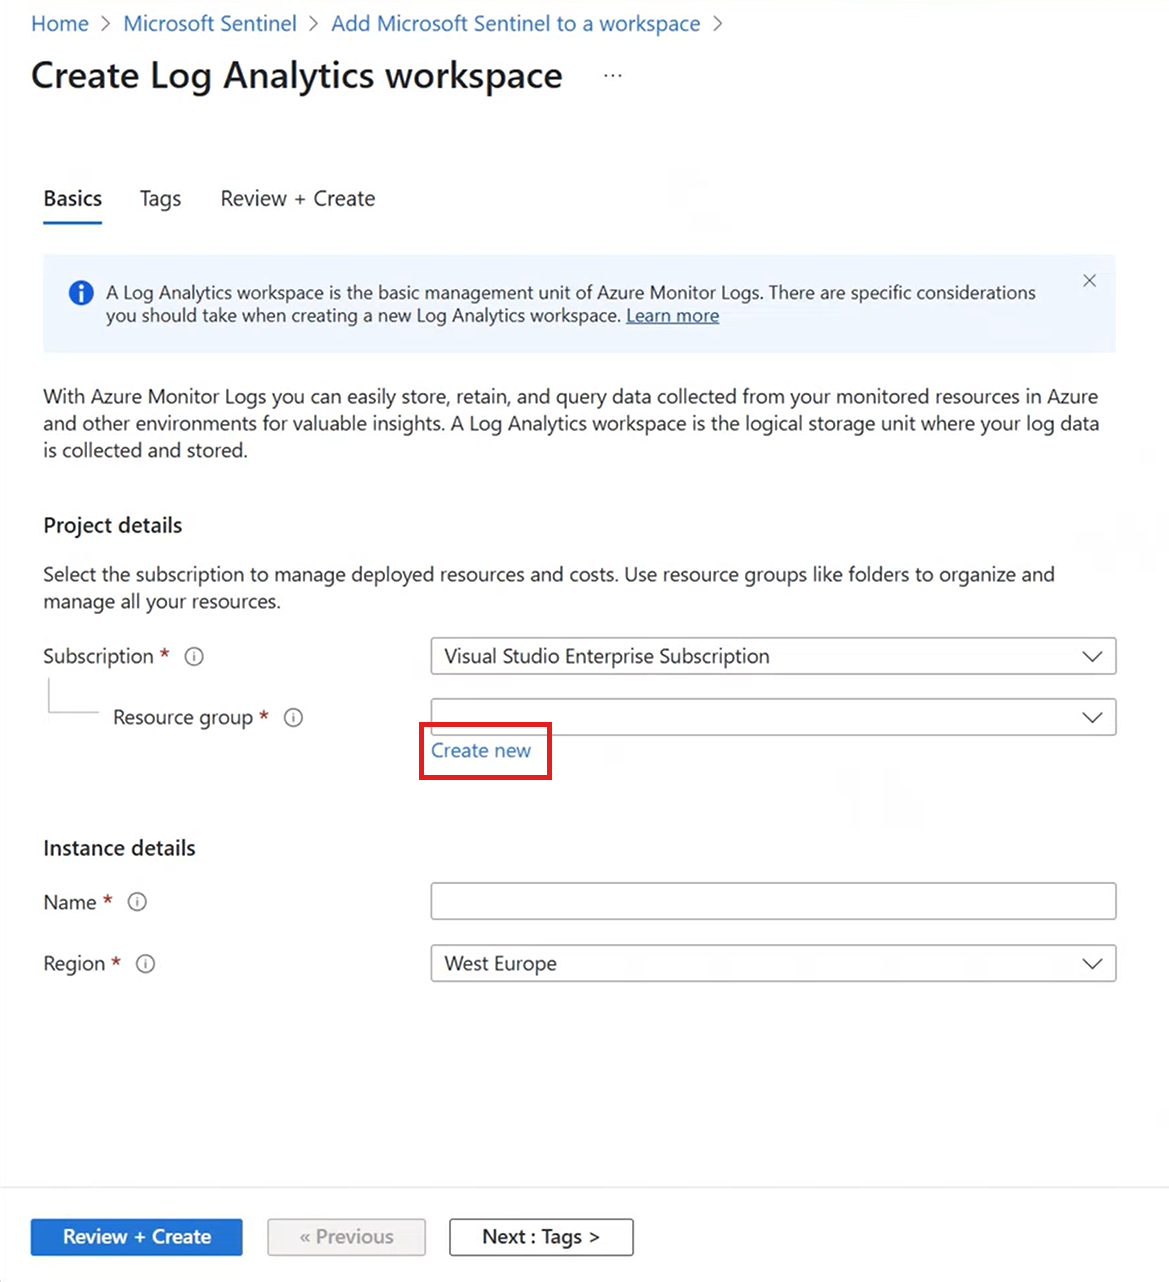 Home > Microsoft Sentinel > Add Microsoft Sentinel to a workspace >
Create Log Analytics workspace ...
Basics Tags Review + Create
A Log Analytics workspace is the basic management unit of Azure Monitor Logs. There are specific considerations
you should take when creating a new Log Analytics workspace. Learn more
With Azure Monitor Logs you can easily store, retain, and query data collected from your monitored resources in Azure
and other environments for valuable insights. A Log Analytics workspace is the logical storage unit where your log data
is collected and stored.
Project details
Select the subscription to manage deployed resources and costs. Use resource groups like folders to organize and
manage all your resources.
Subscription * Visual Studio Enterprise Subscription
Resource group *
Create new
Instance details
Name *
Region * West Europe
Review + Create « Previous Next : Tags >